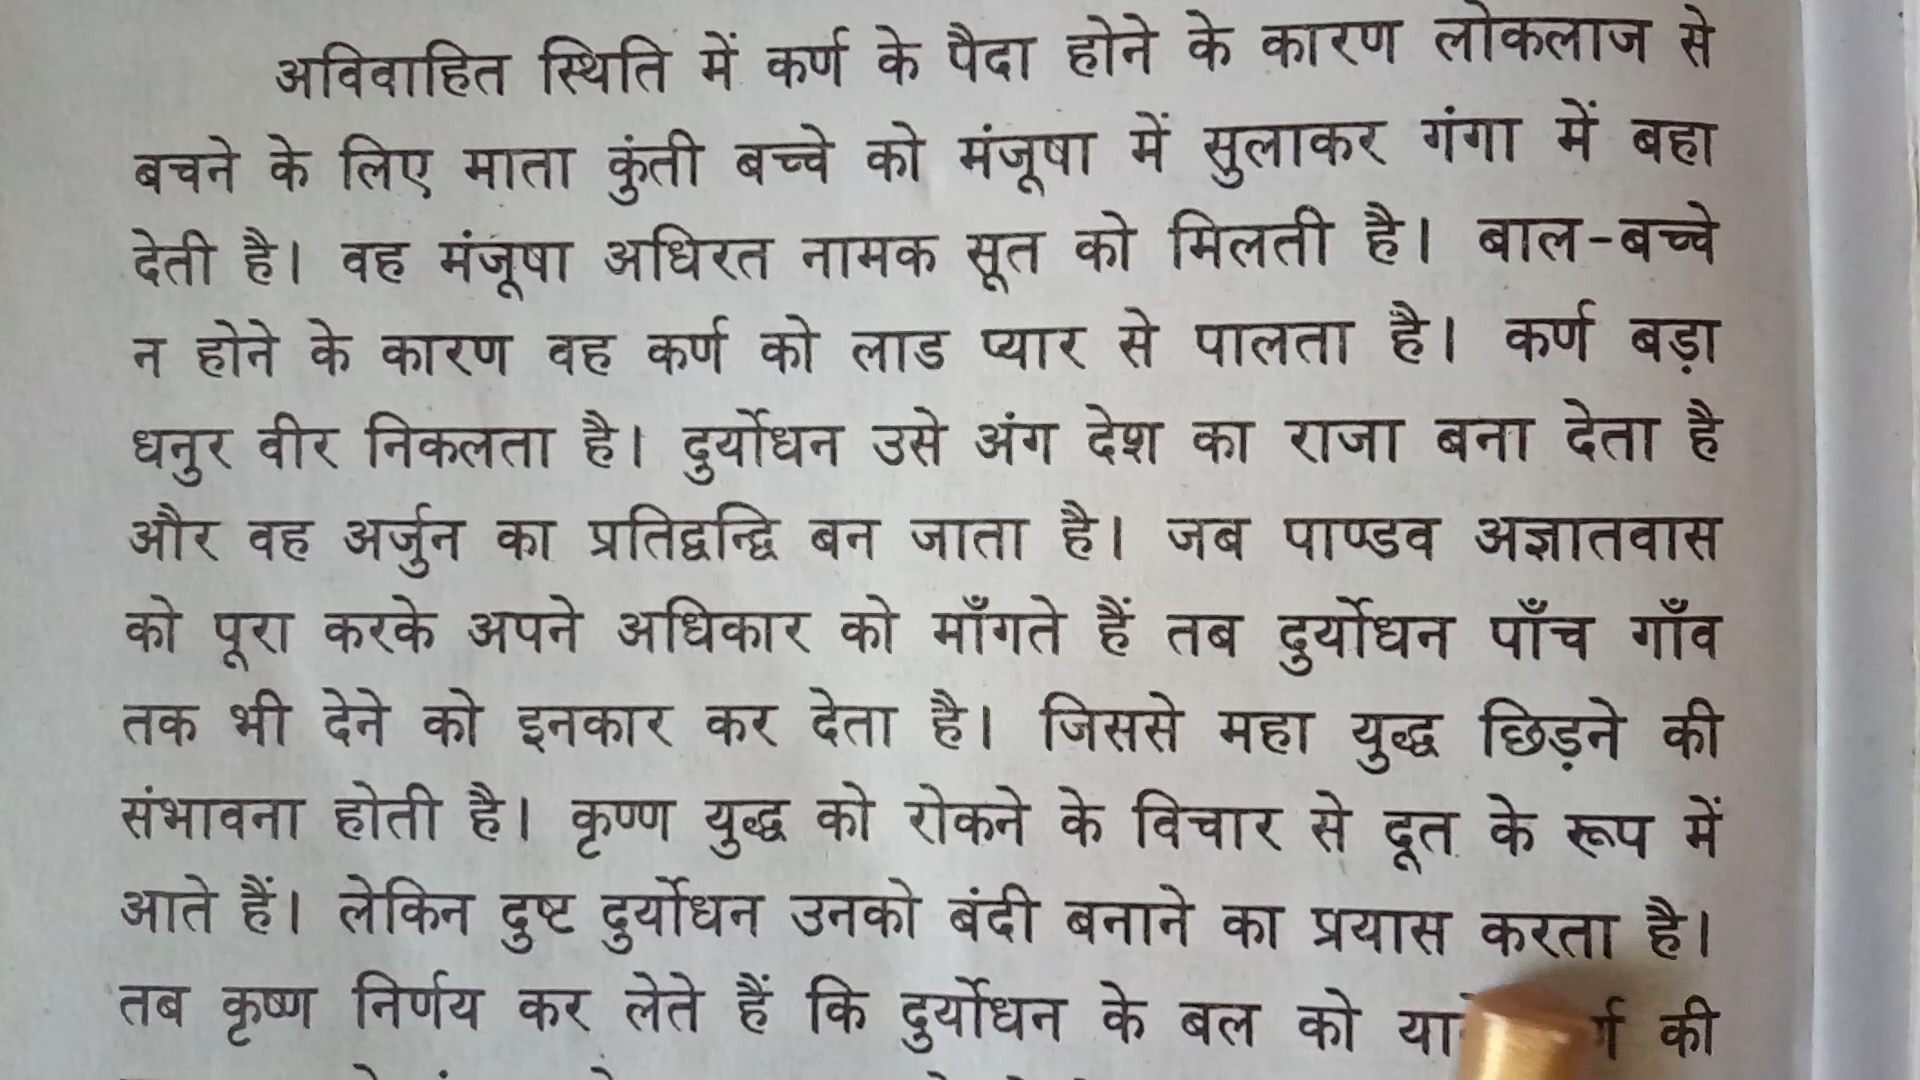 अविवाहित स्थिति में कर्ण के पैदा होने के कारण लोकलाज से
बचने के लिए माता कुंती बच्चे को मंजूषा में सुलाकर गंगा में बहा
देती है। वह मंजूषा अधिरत नामक सूत को मिलती है। बाल-बच्चे
न होने के कारण वह कर्ण को लाड प्यार से पालता है। कर्ण बड़ा
धनुर वीर निकलता है। दुर्योधन उसे अंग देश का राजा बना देता है
और वह अर्जुन का प्रतिद्वन्द्वि बन जाता है। जब पाण्डव अज्ञातवास
को पूरा करके अपने अधिकार को माँगते हैं तब दुर्योधन पाँच गाँव
तक भी देने को इनकार कर देता है। जिससे महा युद्ध छिड़ने की
संभावना होती है। कृण्ण युद्ध को रोकने के विचार से दूत के रूप में
आते हैं। लेकिन दुष्ट दुर्योधन उनको बंदी बनाने का प्रयास करता है।
तब कृष्ण निर्णय कर लेते हैं कि दुर्योधन के बल को की